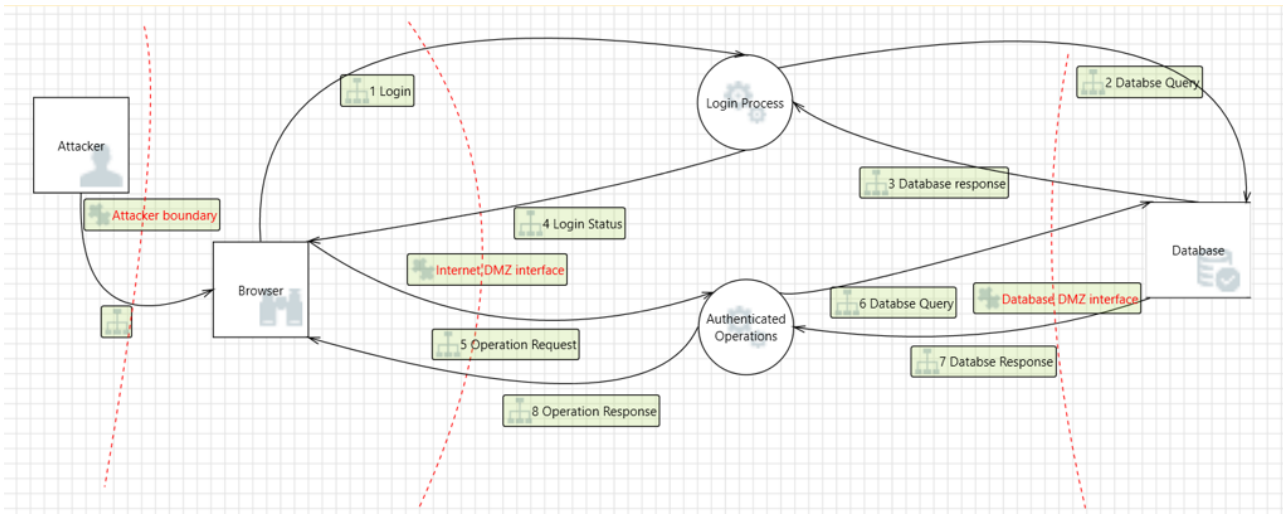 1 Login
Login Process
2 Databse Query
Attacker
3 Database response
Attacker boundary
4 Login Status
Database
Internet DMZ interface
Browser
6 Databse Query
Database DMZ interface
Authenticated
Operations
5 Operation Request
7 Databse Response
8 Operation Response